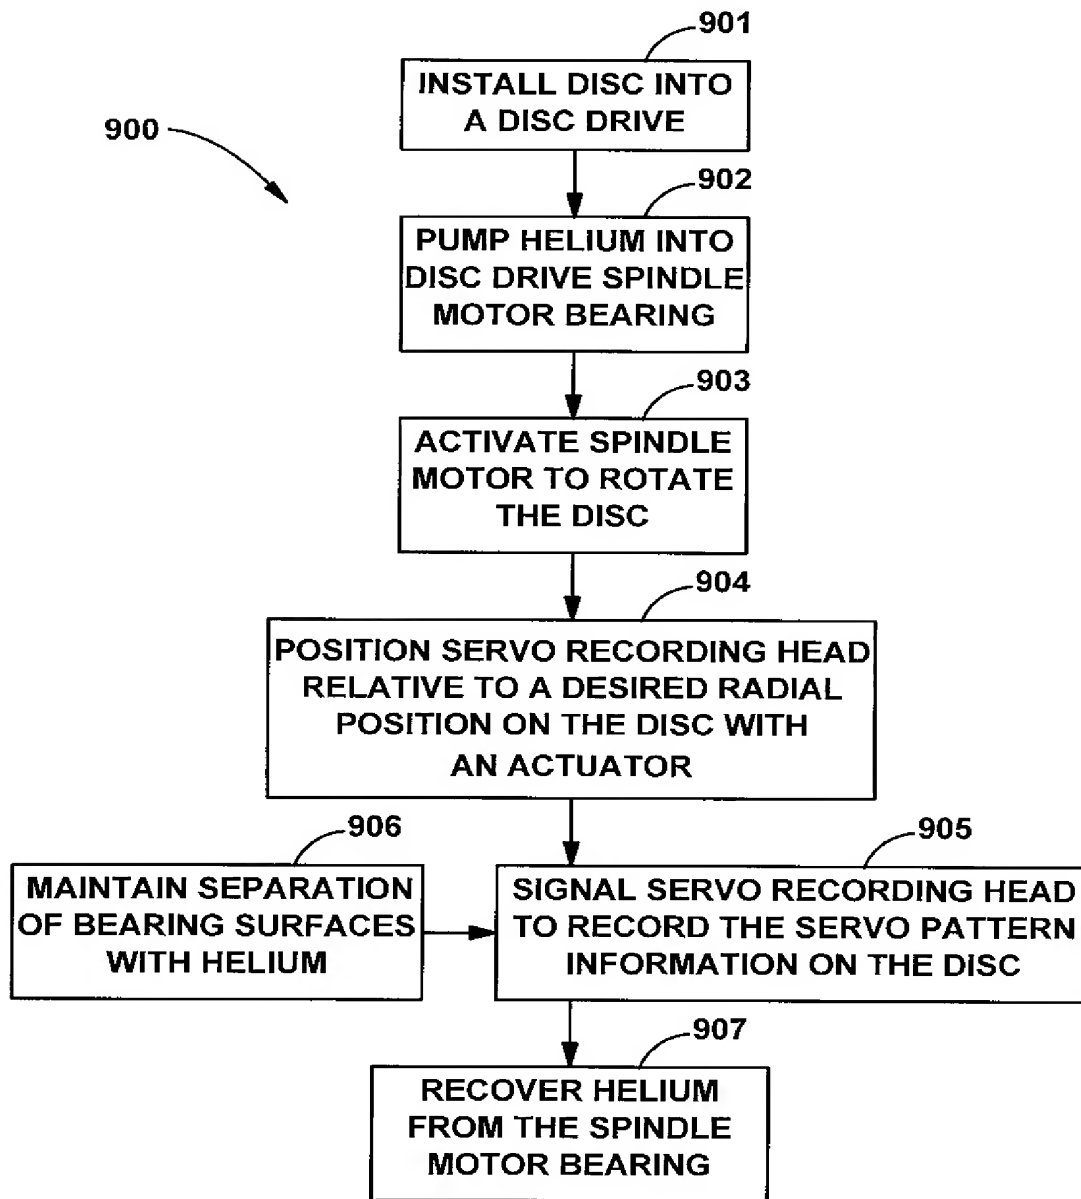 901
INSTALL DISC INTO
A DISC DRIVE
900
902
PUMP HELIUM INTO
DISC DRIVE SPINDLE
MOTOR BEARING
903
ACTIVATE SPINDLE
MOTOR TO ROTATE
THE DISC
904
POSITION SERVO RECORDING HEAD
RELATIVE TO A DESIRED RADIAL
POSITION ON THE DISC WITH
AN ACTUATOR
906
MAINTAIN SEPARATION
OF BEARING SURFACES
WITH HELIUM
905
SIGNAL SERVO RECORDING HEAD
TO RECORD THE SERVO PATTERN
INFORMATION ON THE DISC
907
RECOVER HELIUM
FROM THE SPINDLE
MOTOR BEARING